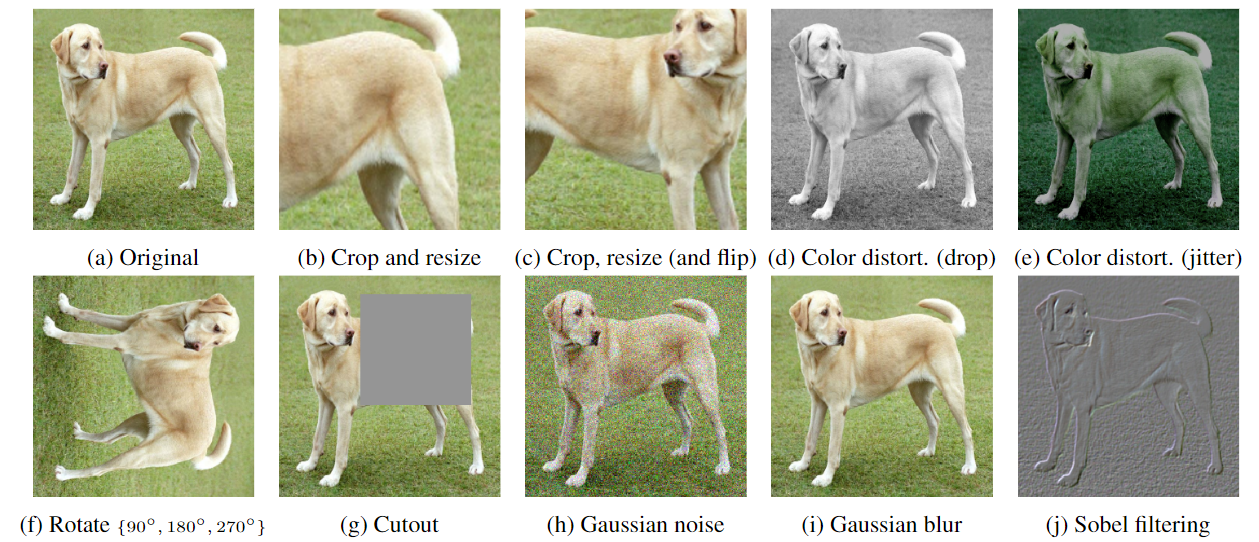 (a) Original
(b) Crop and resize
(c) Crop, resize (and flip)
(d) Color distort. (drop)
(e) Color distort. (jitter)
(f) Rotate {90°, 180°, 270°}
(g) Cutout
(h) Gaussian noise
(i) Gaussian blur
(j) Sobel filtering